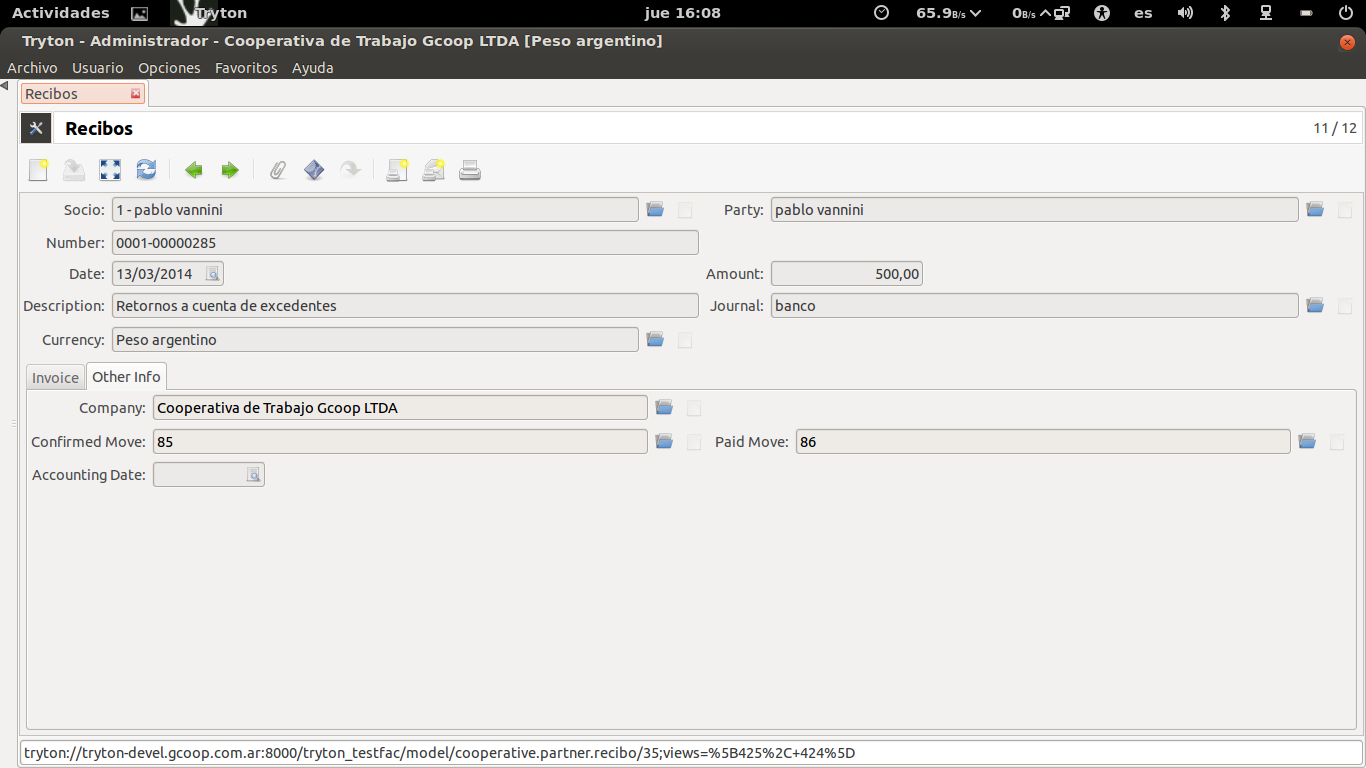 Actividades Tryton jue 16:08 65.9B/s 0B/s es
Tryton - Administrador - Cooperativa de Trabajo Gcoop LTDA [Peso argentino]
Archivo Usuario Opciones Favoritos Ayuda
Recibos
Recibos 11 / 12
Socio: 1 - pablo vannini Party: pablo vannini
Number: 0001-00000285
Date: 13/03/2014 Amount: 500,00
Description: Retornos a cuenta de excedentes Journal: banco
Currency: Peso argentino
Invoice Other Info
Company: Cooperativa de Trabajo Gcoop LTDA
Confirmed Move: 85 Paid Move: 86
Accounting Date:
tryton://tryton-devel.gcoop.com.ar:8000/tryton_testfac/model/cooperative.partner.recibo/35;views=%5B425%2C+424%5D